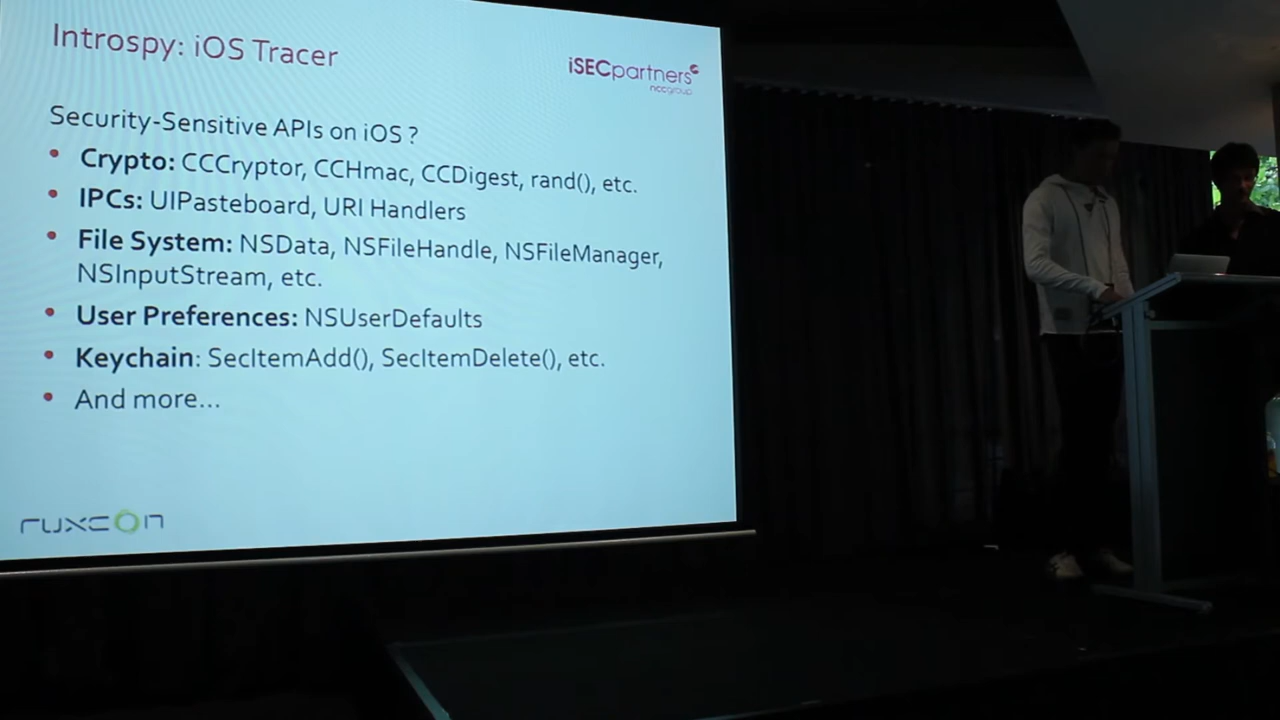 Introspy: iOS Tracer
iSECpartners
nccgroup
Security-Sensitive APIs on iOS ?
• Crypto: CCCryptor, CCHmac, CCDigest, rand(), etc.
• IPCs: UIPasteboard, URI Handlers
• File System: NSData, NSFileHandle, NSFileManager,
NSInputStream, etc.
• User Preferences: NSUserDefaults
• Keychain: SecItemAdd(), SecItemDelete(), etc.
• And more...
ruxcon